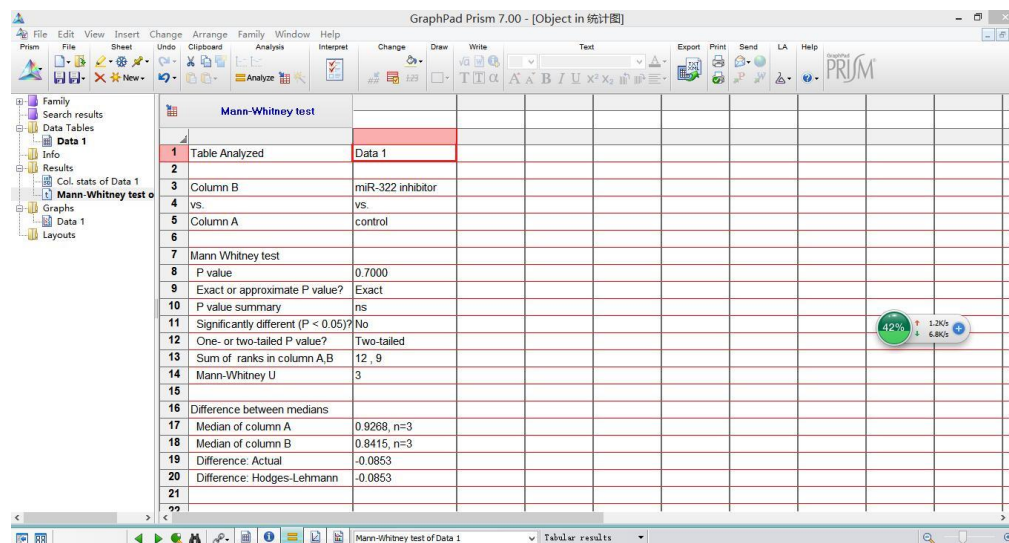 GraphPad Prism 7.00 - [Object in 统计图]
File Edit View Insert Change Arrange Family Window Help
Prism File Sheet Undo Clipboard Analysis Interpret Change Draw Write Text Export Print Send LA Help
New Analyze GraphPad PRISM
Family
Search results
Data Tables
Data 1
Info
Results
Col. stats of Data 1
Mann-Whitney test o
Graphs
Data 1
Layouts
Mann-Whitney test
1 Table Analyzed Data 1
2
3 Column B miR-322 inhibitor
4 vs. vs.
5 Column A control
6
7 Mann Whitney test
8 P value 0.7000
9 Exact or approximate P value? Exact
10 P value summary ns
11 Significantly different (P < 0.05)? No
12 One- or two-tailed P value? Two-tailed
13 Sum of ranks in column A,B 12 , 9
14 Mann-Whitney U 3
15
16 Difference between medians
17 Median of column A 0.9268, n=3
18 Median of column B 0.8415, n=3
19 Difference: Actual -0.0853
20 Difference: Hodges-Lehmann -0.0853
21
22
42% 1.2K/s
6.8K/s
Mann-Whitney test of Data 1 Tabular results